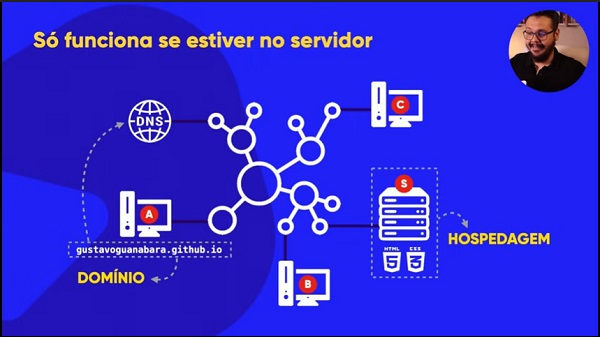 Só funciona se estiver no servidor
DNS
C
A
S
gustavoguanabara.github.io
HTML
CSS
5
3
HOSPEDAGEM
DOMÍNIO
B